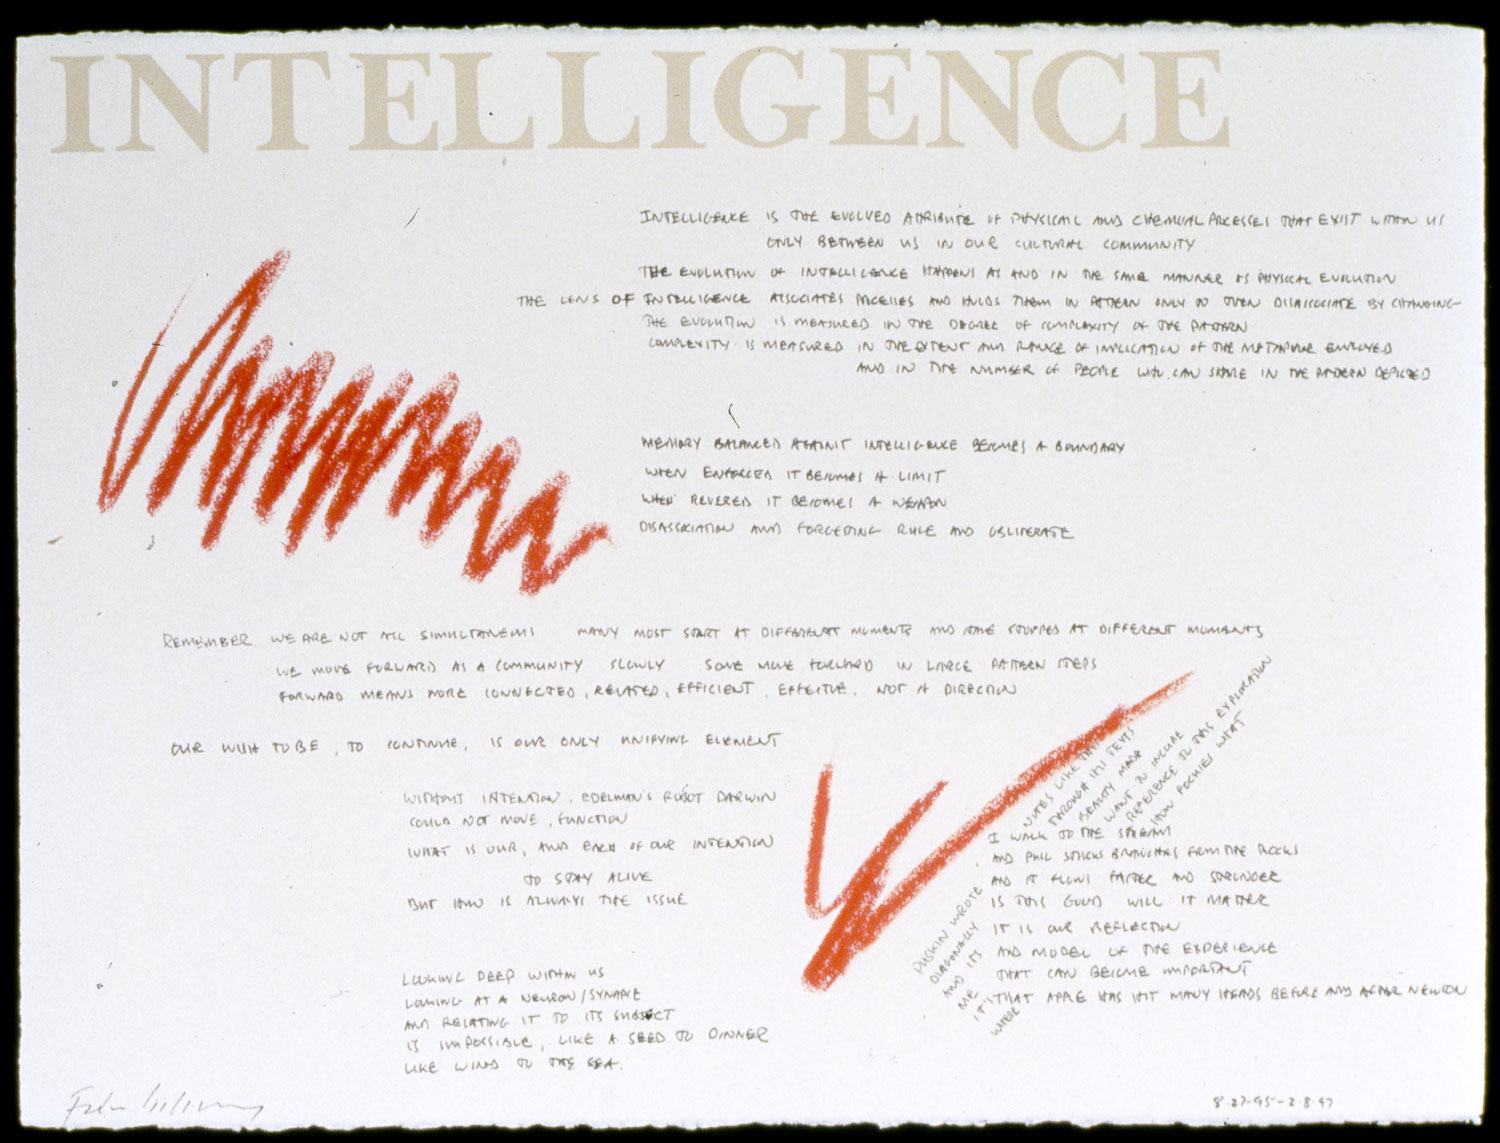 INTELLIGENCE
INTELLIGENCE IS THE EVOLVED ATTRIBUTE OF PHYSICAL AND CHEMICAL PROCESSES THAT EXIST WITHIN US
ONLY BETWEEN US IN OUR CULTURAL COMMUNITY
THE EVOLUTION OF INTELLIGENCE HAPPENS AS AND IN THE SAME MANNER AS PHYSICAL EVOLUTION
THE LENS OF INTELLIGENCE ASSOCIATES PROCESSES AND HOLDS THEM IN PATTERN ONLY TO THEN DISASSOCIATE BY CHANGING
THE EVOLUTION IS MEASURED IN THE DEGREE OF COMPLEXITY OF THE PATTERN
COMPLEXITY IS MEASURED IN THE EXTENT AND RANGE OF IMPLICATION OF THE METAPHOR EMPLOYED
AND IN THE NUMBER OF PEOPLE WHO CAN SHARE IN THE PATTERN DEPICTED
MEMORY BALANCED AGAINST INTELLIGENCE BECOMES A BOUNDARY
WHEN ENFORCED IT BECOMES A LIMIT
WHEN REVERED IT BECOMES A WEAPON
DISASSOCIATION AND FORGETTING RULE AND OBLITERATE
REMEMBER WE ARE NOT ALL SIMULTANEOUS MANY MOST START AT DIFFERENT MOMENTS AND HAVE STOPPED AT DIFFERENT MOMENTS
WE MOVE FORWARD AS A COMMUNITY SLOWLY SOME MOVE FORWARD IN LARGE PATTERN STEPS
FORWARD MEANS MORE CONNECTED, RELATED, EFFICIENT, EFFECTIVE, NOT A DIRECTION
OUR WISH TO BE, TO CONTINUE, IS OUR ONLY UNIFYING ELEMENT
WITHOUT INTENTION, EDELMAN'S ROBOT DARWIN
COULD NOT MOVE, FUNCTION
WHAT IS OUR, AND EACH OF OUR INTENTION
TO STAY ALIVE
BUT HOW IS ALWAYS THE ISSUE
LOOKING DEEP WITHIN US
LOOKING AT A NEURON/SYNAPSE
AND RELATING IT TO ITS SUBJECT
IS IMPOSSIBLE, LIKE A SEED TO DINNER
LIKE WIND TO THE SEA.
PUSKIN WROTE
DIAGONALLY
AND ITS
ME
IT'S
WHERE
NOTES LIKE THIS
THROUGH HIS TEXTS
BEAUTY MADE
WANT TO INCLUDE
REFERENCE TO THIS EXPLORATION
HOW POCKIES WHAT
I WALK TO THE STREAM
AND PHIL STICKS BRANCHES FROM THE ROCKS
AND IT FLOWS FASTER AND STRONGER
IS THIS GOOD WILL IT MATTER
IT IS OUR REFLECTION
AND MODEL OF THE EXPERIENCE
THAT CAN BECOME IMPORTANT
THAT APPLE HAS HIT MANY HEADS BEFORE AND AFTER NEWTON
8.27.95-2.8.97